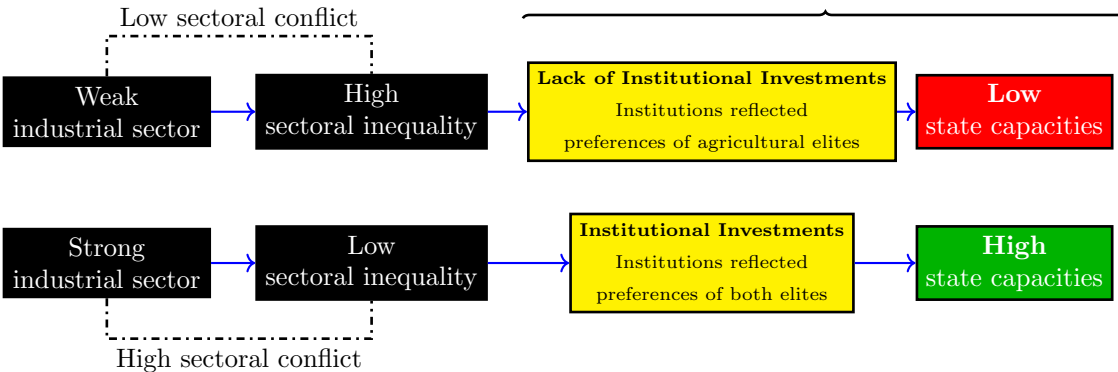 Low sectoral conflict
Weak
industrial sector
High
sectoral inequality
Lack of Institutional Investments
Institutions reflected
preferences of agricultural elites
Low
state capacities
Strong
industrial sector
Low
sectoral inequality
Institutional Investments
Institutions reflected
preferences of both elites
High
state capacities
High sectoral conflict